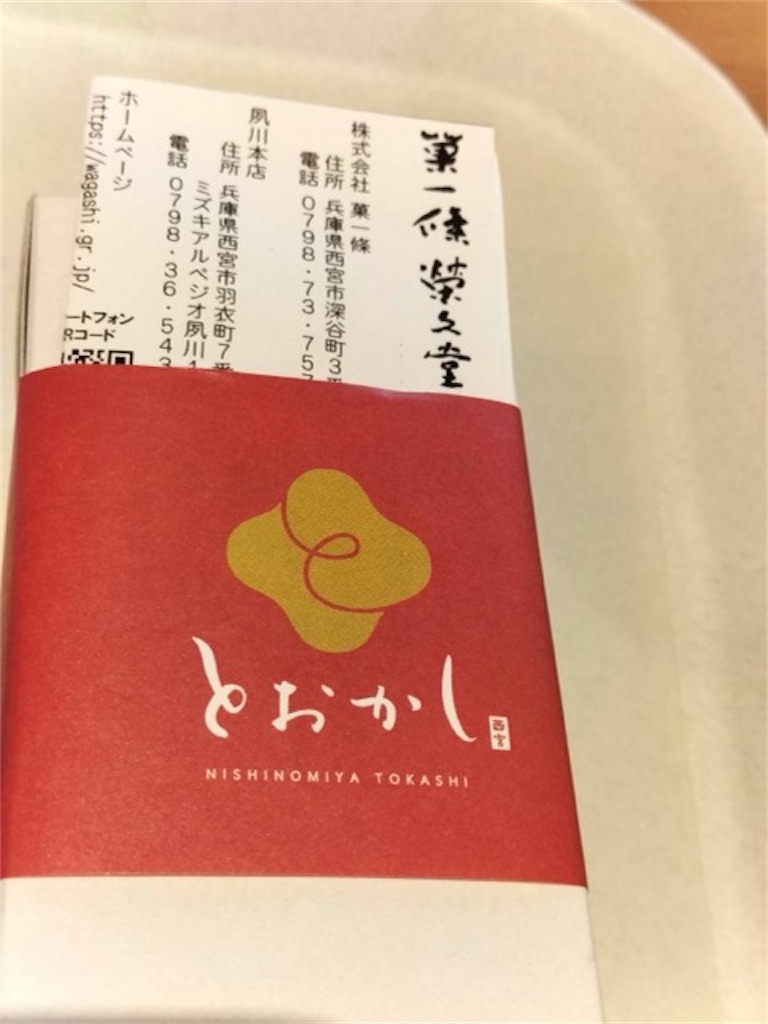 菓一條 榮久堂
株式会社 菓一條
住所 兵庫県西宮市深谷町3
電話 0798・73・757
夙川本店
住所 兵庫県西宮市羽衣町7番
ミズキアルペジオ夙川1
電話 0798・36・543
ホームページ
https://wagashi.gr.jp/
ートフォン
Rコード
とおかし
西宮
NISHINOMIYA TOKASHI